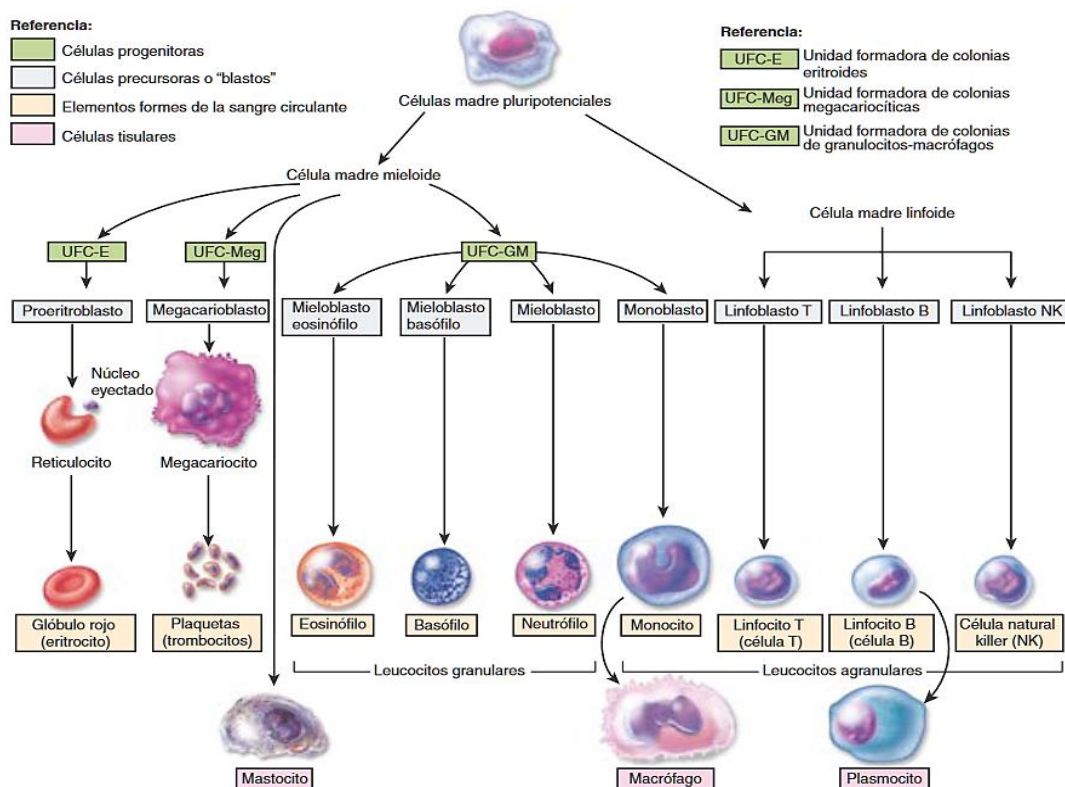 Referencia:
Células progenitoras
Células precursoras o “blastos”
Elementos formes de la sangre circulante
Células tisulares
Referencia:
UFC-E Unidad formadora de colonias
eritroides
UFC-Meg Unidad formadora de colonias
megacariocíticas
UFC-GM Unidad formadora de colonias
de granulocitos-macrófagos
Células madre pluripotenciales
Célula madre mieloide
Célula madre linfoide
UFC-E
UFC-Meg
UFC-GM
Proeritroblasto
Megacarioblasto
Mieloblasto
eosinófilo
Mieloblasto
basófilo
Mieloblasto
Monoblasto
Linfoblasto T
Linfoblasto B
Linfoblasto NK
Núcleo
eyectado
Reticulocito
Megacariocito
Glóbulo rojo
(eritrocito)
Plaquetas
(trombocitos)
Eosinófilo
Basófilo
Neutrófilo
Monocito
Linfocito T
(célula T)
Linfocito B
(célula B)
Célula natural
killer (NK)
Leucocitos granulares
Leucocitos agranulares
Mastocito
Macrófago
Plasmocito